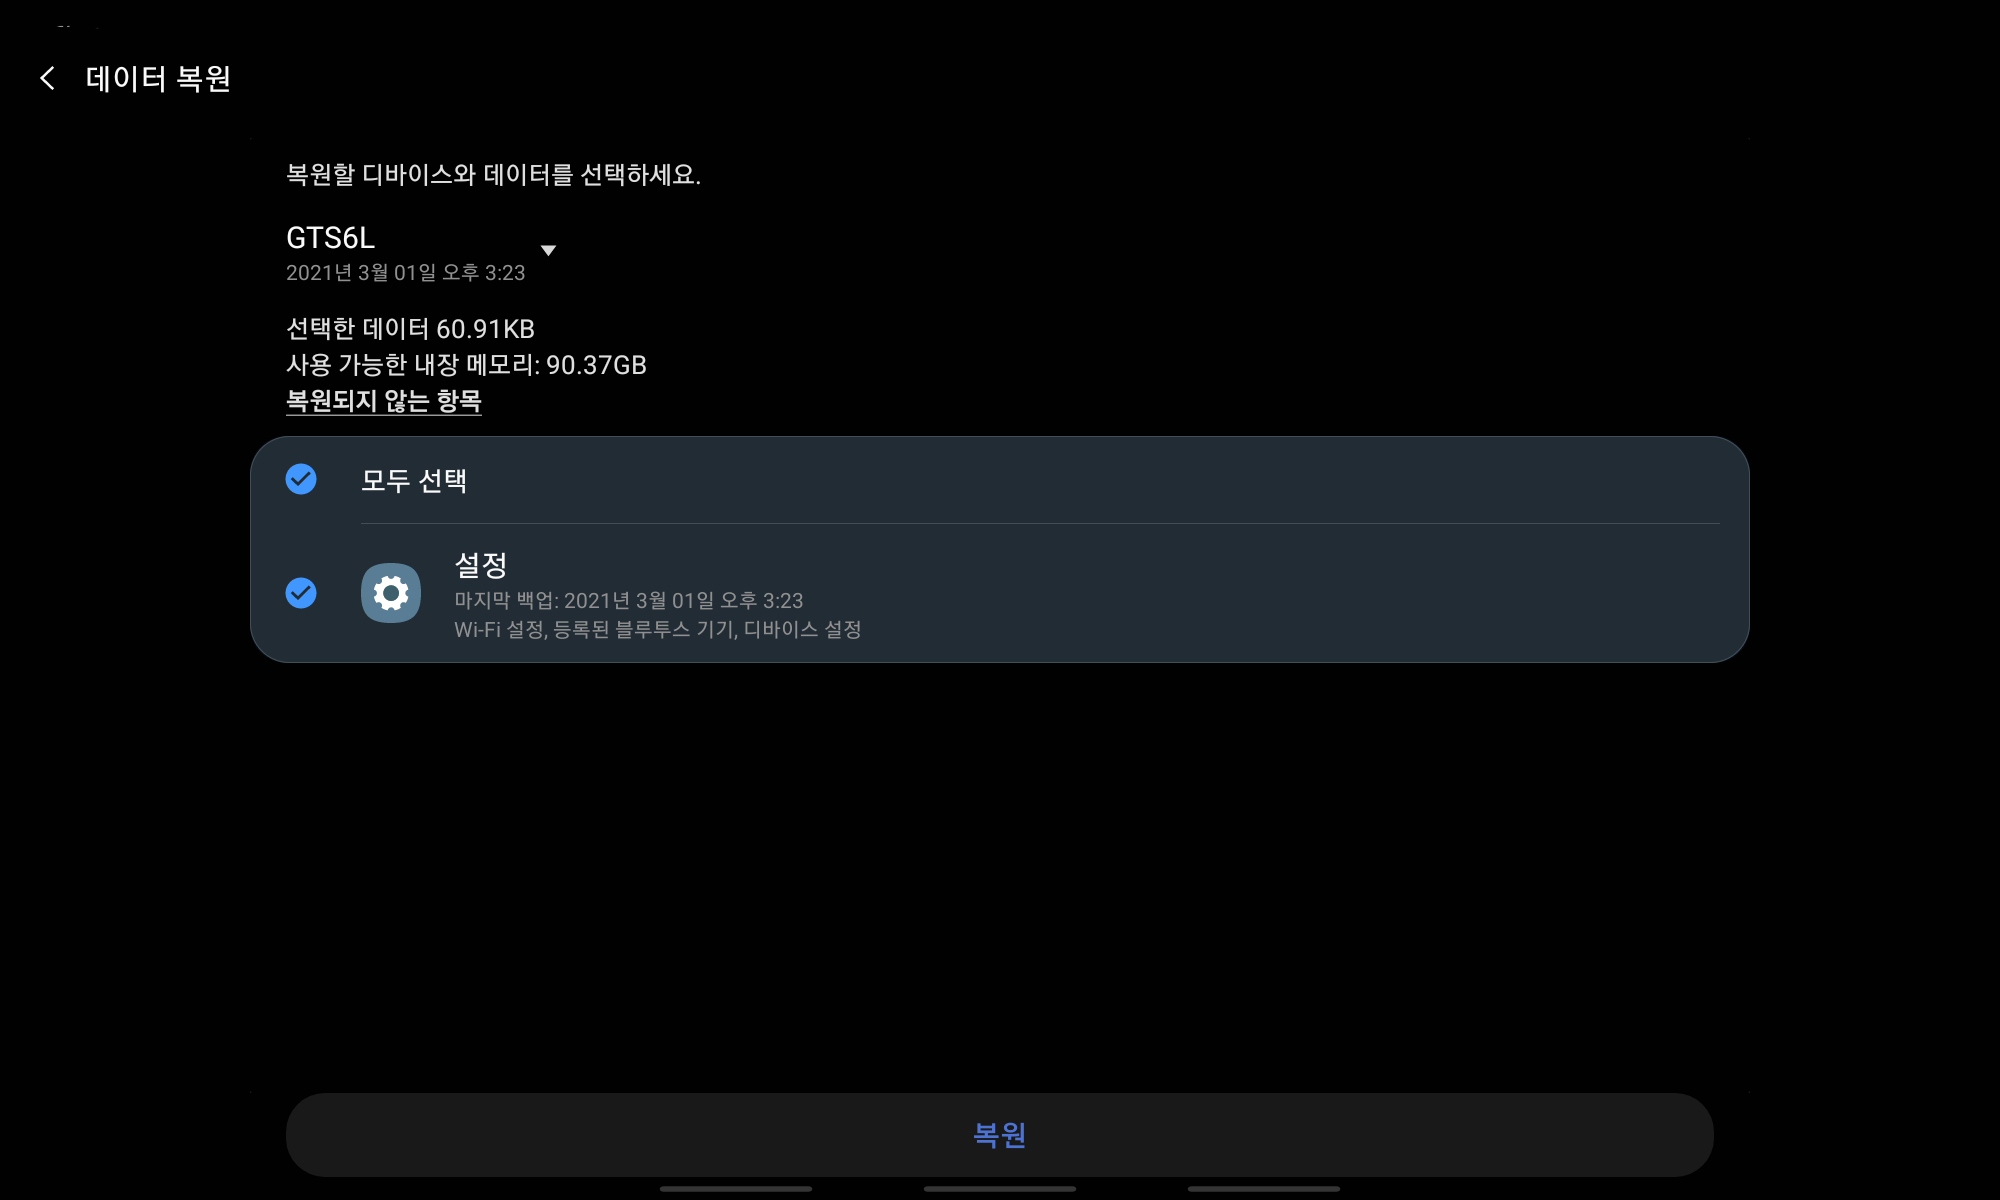 데이터 복원
복원할 디바이스와 데이터를 선택하세요.
GTS6L
2021년 3월 01일 오후 3:23
선택한 데이터 60.91KB
사용 가능한 내장 메모리: 90.37GB
복원되지 않는 항목
모두 선택
설정
마지막 백업: 2021년 3월 01일 오후 3:23
Wi-Fi 설정, 등록된 블루투스 기기, 디바이스 설정
복원